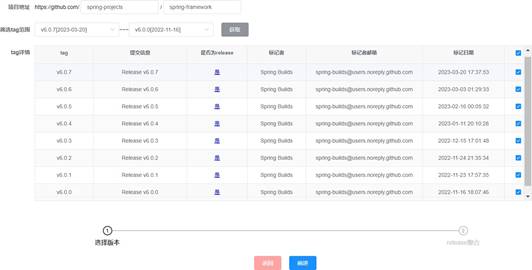 项目地址 https://github.com/ spring-projects / spring-framework
筛选tag范围 v6.0.7[2023-03-20] ---- v6.0.0[2022-11-16] 获取
tag详情 tag 提交信息 是否为release 标记者 标记者邮箱 标记日期
v6.0.7 Release v6.0.7 是 Spring Builds spring-builds@users.noreply.github.com 2023-03-20 17:37:53
v6.0.6 Release v6.0.6 是 Spring Builds spring-builds@users.noreply.github.com 2023-03-03 01:29:33
v6.0.5 Release v6.0.5 是 Spring Builds spring-builds@users.noreply.github.com 2023-02-16 00:05:32
v6.0.4 Release v6.0.4 是 Spring Builds spring-builds@users.noreply.github.com 2023-01-11 20:10:28
v6.0.3 Release v6.0.3 是 Spring Builds spring-builds@users.noreply.github.com 2022-12-15 17:01:48
v6.0.2 Release v6.0.2 是 Spring Builds spring-builds@users.noreply.github.com 2022-11-24 21:35:34
v6.0.1 Release v6.0.1 是 Spring Builds spring-builds@users.noreply.github.com 2022-11-23 17:57:35
v6.0.0 Release v6.0.0 是 Spring Builds spring-builds@users.noreply.github.com 2022-11-16 18:07:46
1 2
选择版本 release聚合